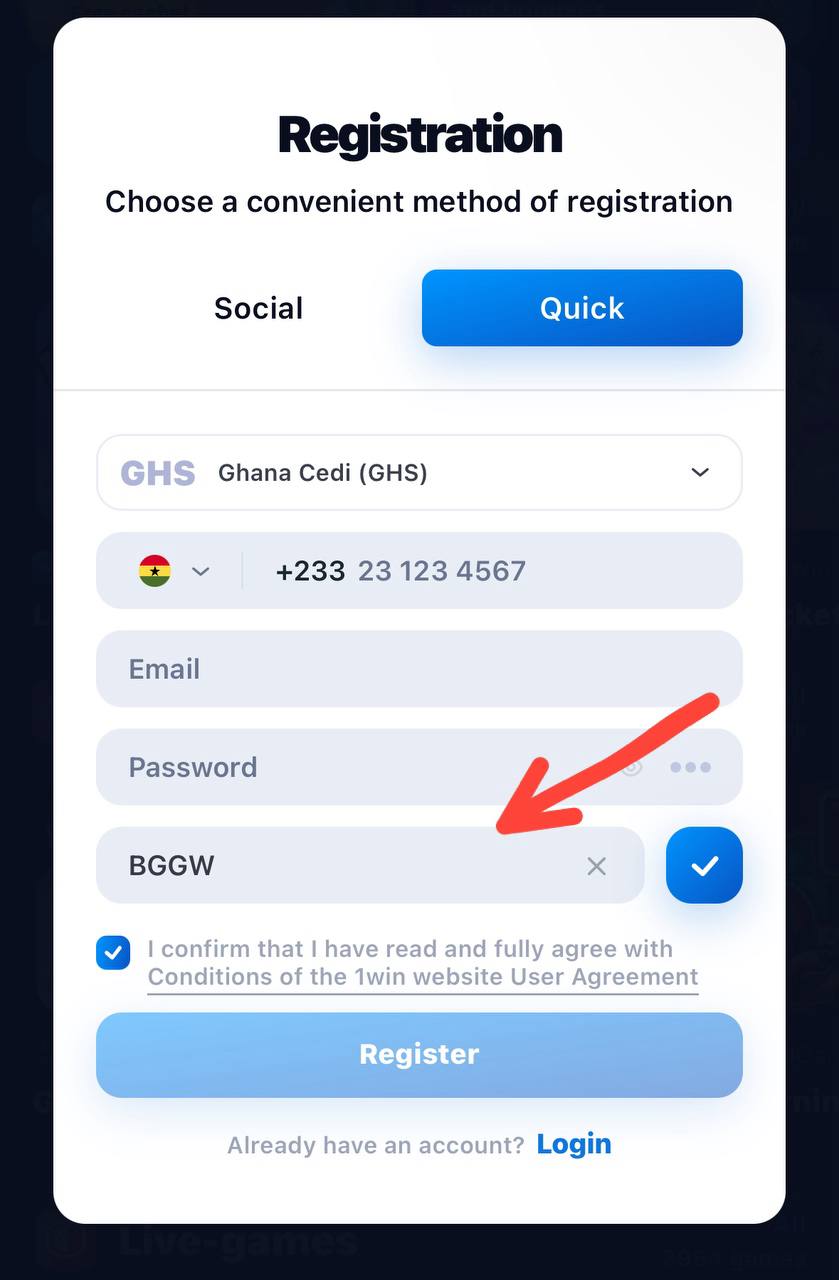 Registration
Choose a convenient method of registration
Social
Quick
GHS Ghana Cedi (GHS)
+233 23 123 4567
Email
Password
BGGW
I confirm that I have read and fully agree with
Conditions of the 1win website User Agreement
Register
Already have an account? Login
Live-games